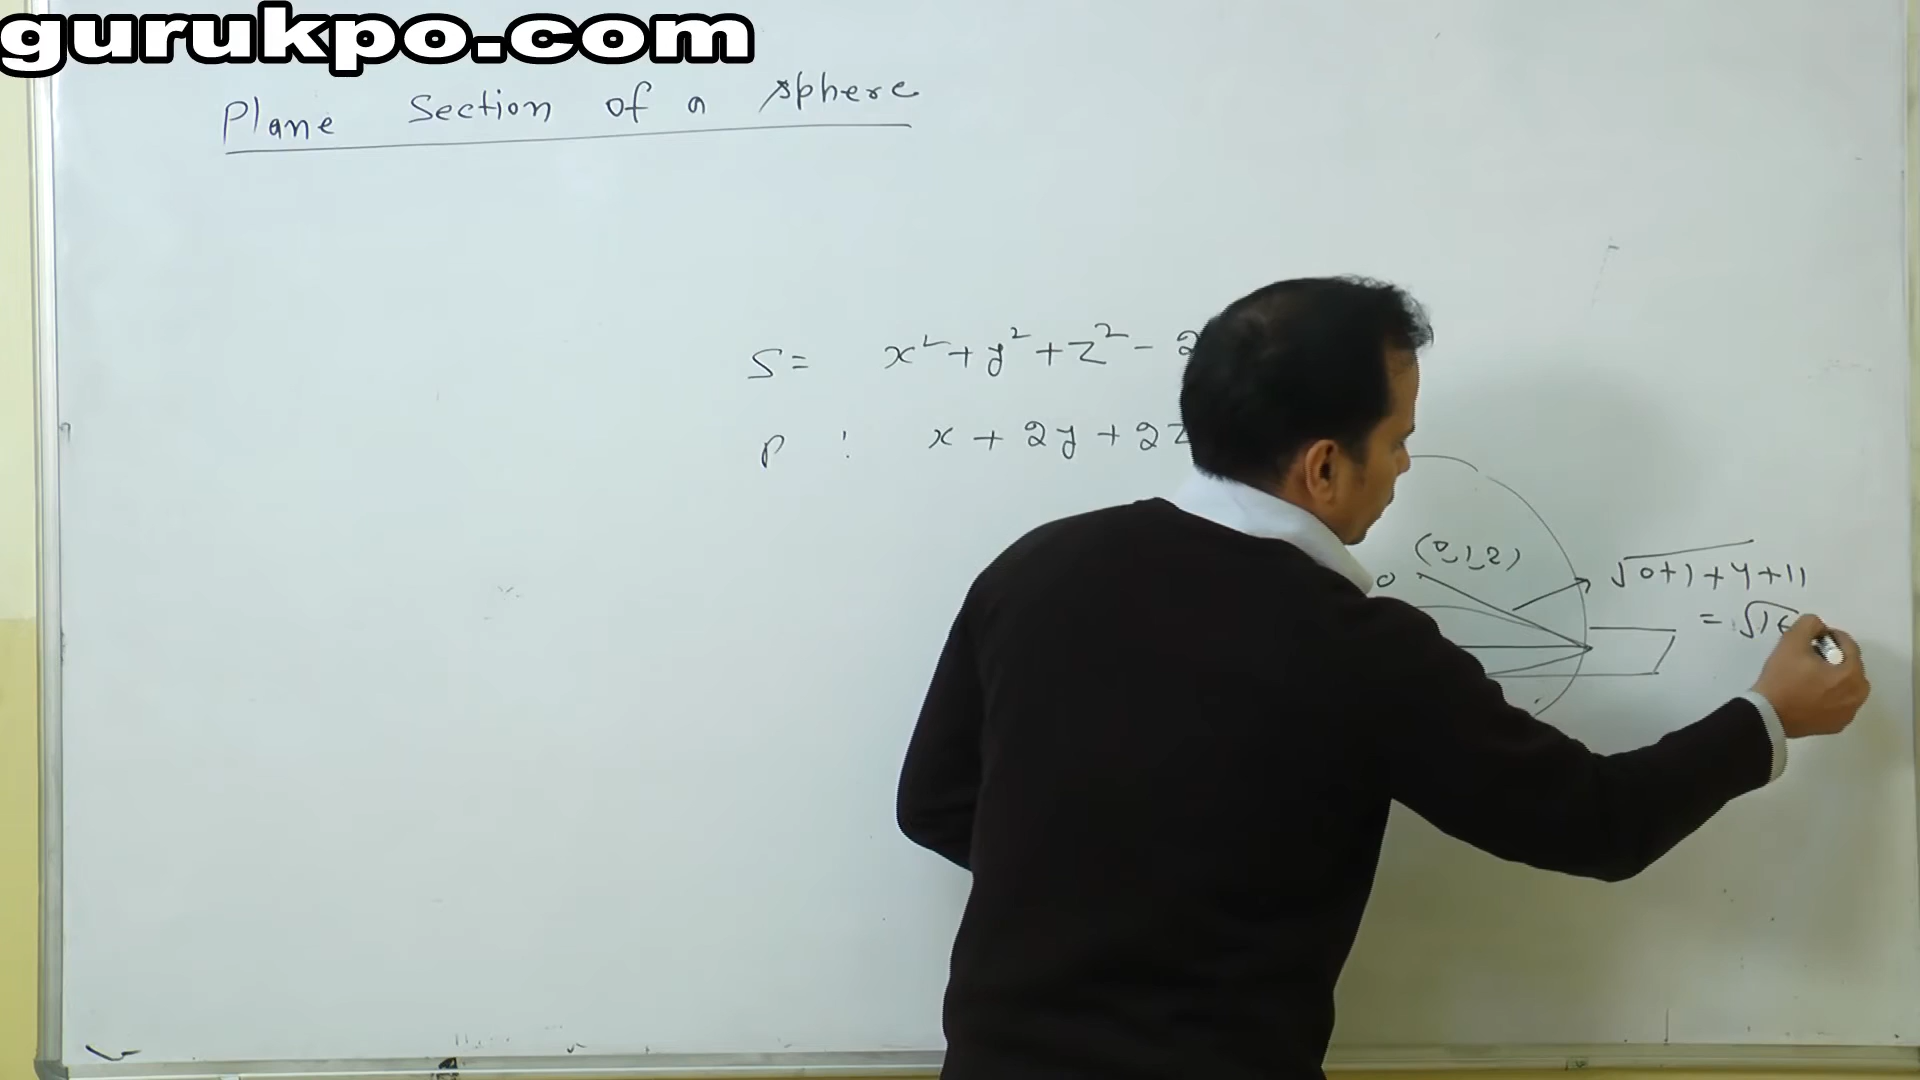 gurukpo.com
Plane Section of a sphere
S = x² + y² + z² - 2
P : x + 2y + 2z
(0,1,2)
0
√0+1+4+11
= √16